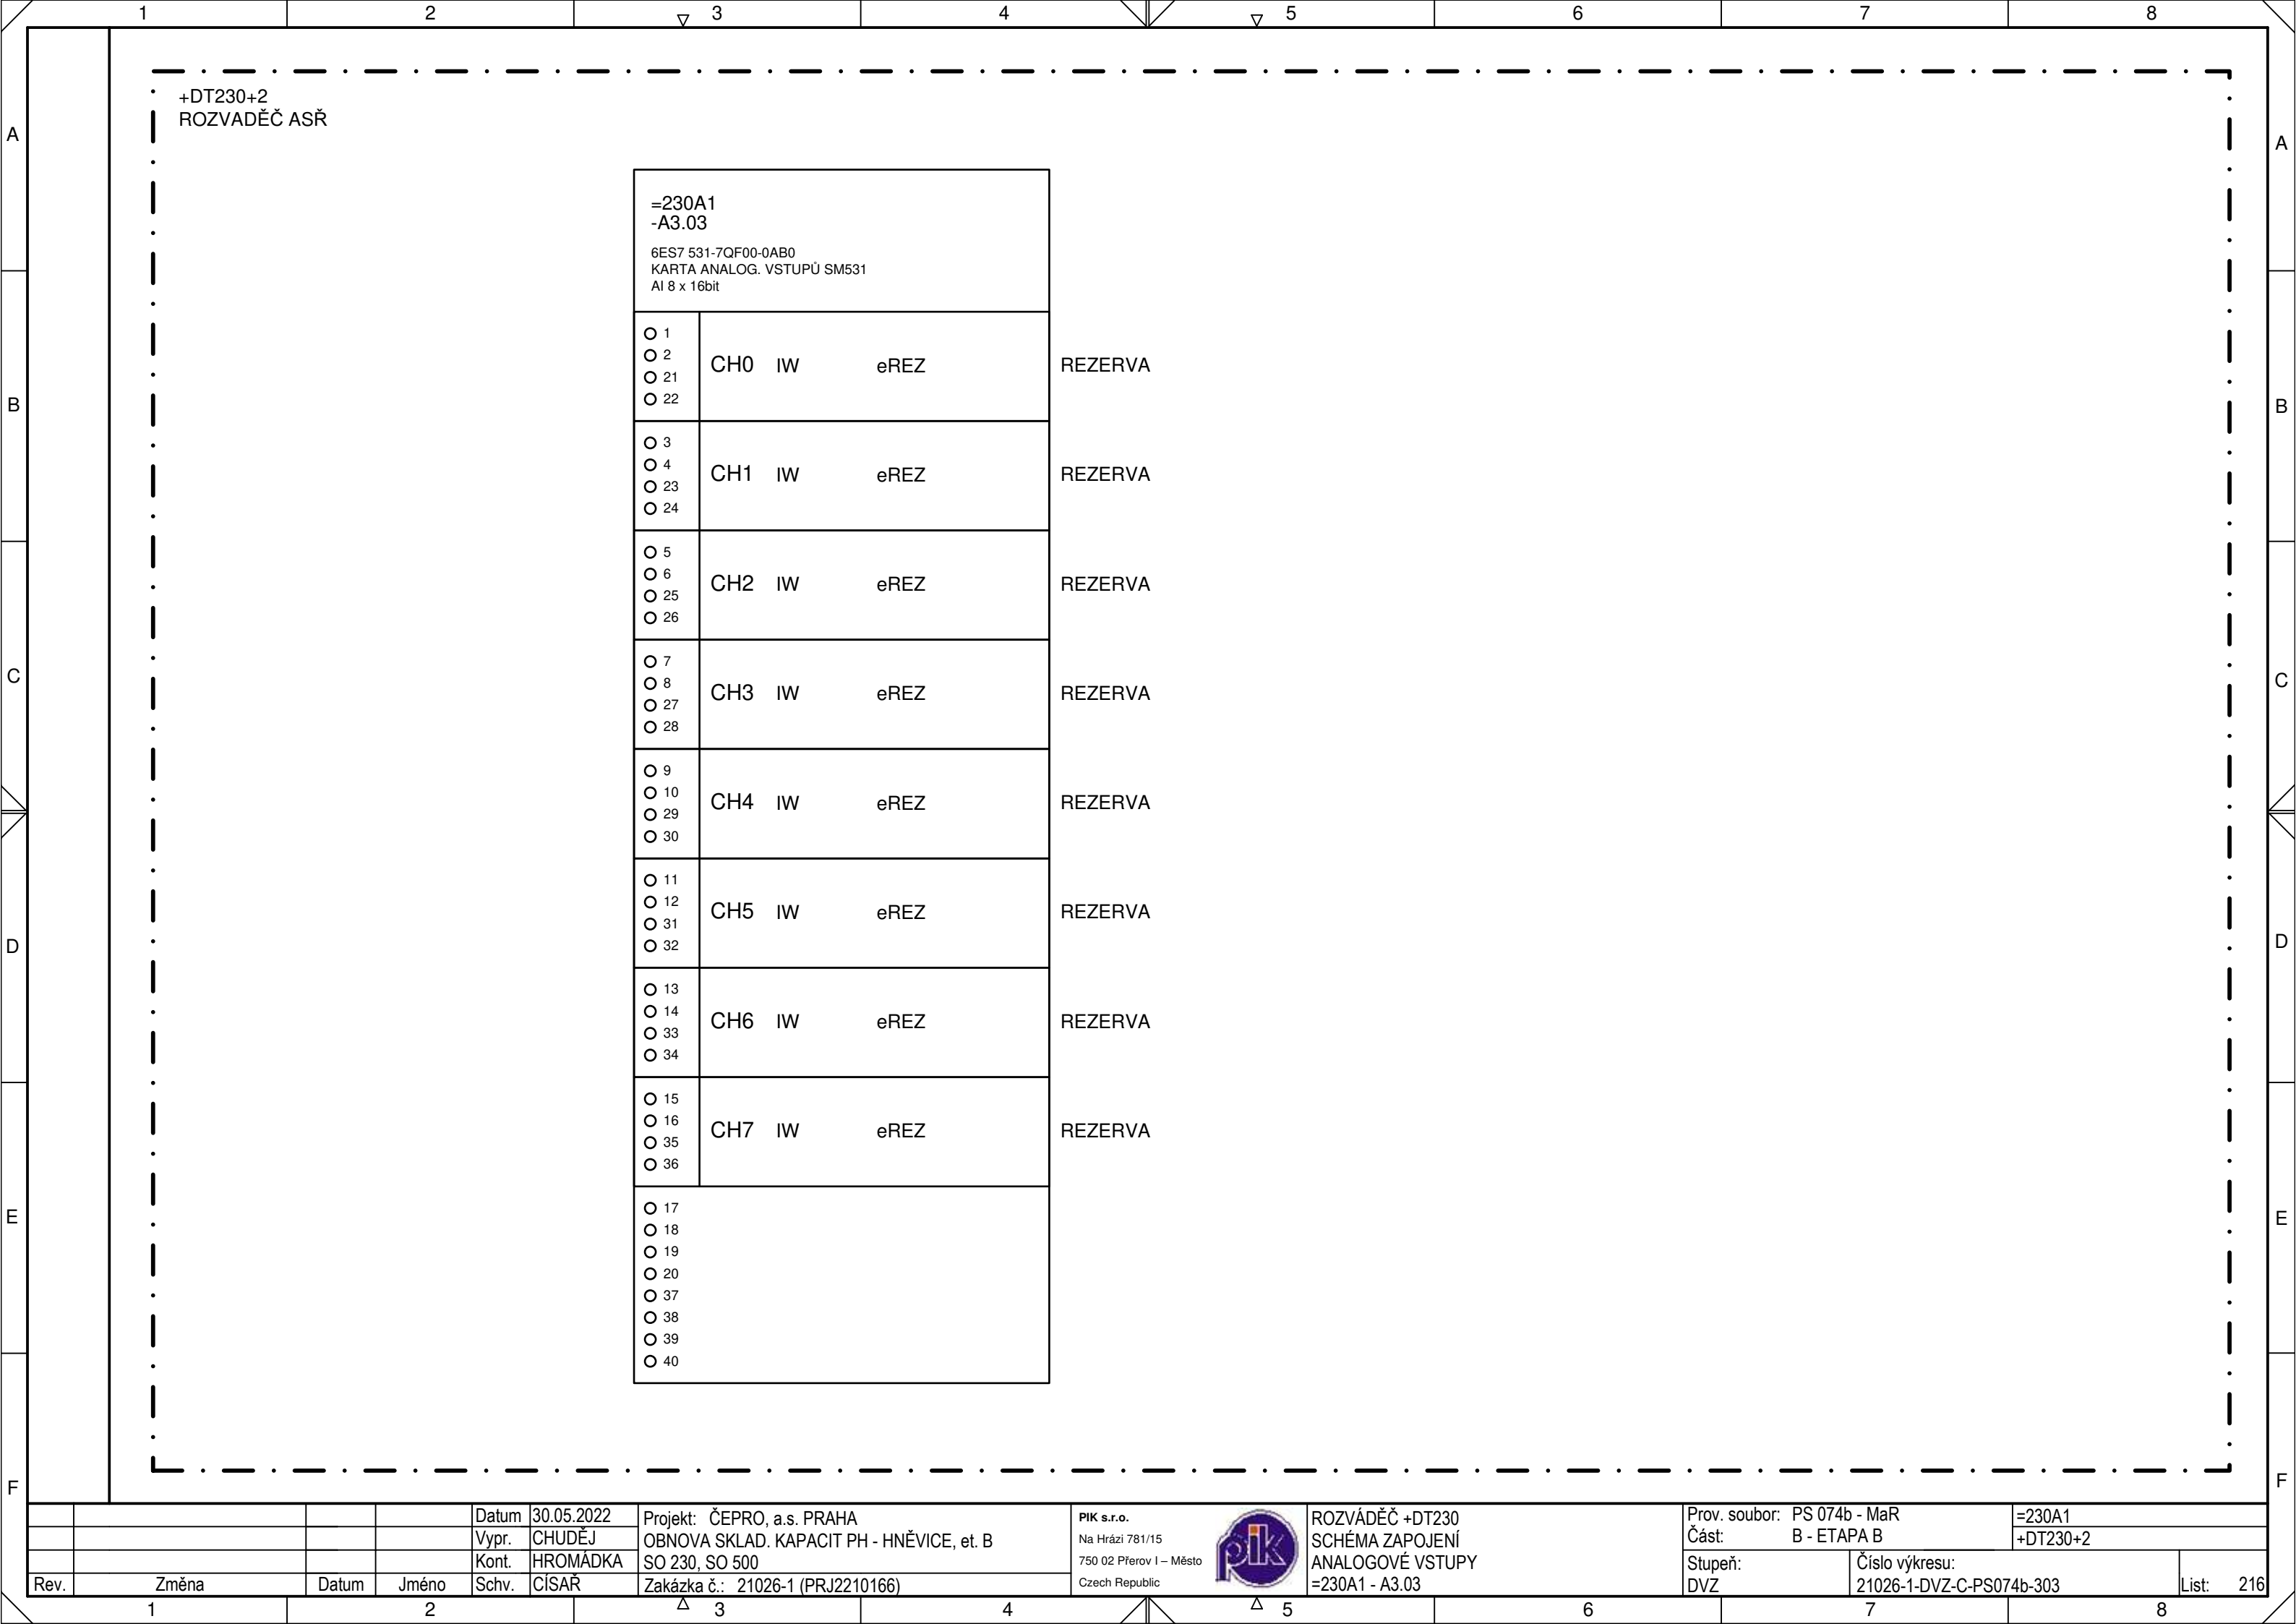 1 2 3 4 5 6 7 8
A A
B B
C C
D D
E E
F F
+DT230+2
ROZVADĚČ ASŘ
=230A1
-A3.03
6ES7 531-7QF00-0AB0
KARTA ANALOG. VSTUPŮ SM531
AI 8 x 16bit
1
2
21
22
CH0 IW eREZ REZERVA
3
4
23
24
CH1 IW eREZ REZERVA
5
6
25
26
CH2 IW eREZ REZERVA
7
8
27
28
CH3 IW eREZ REZERVA
9
10
29
30
CH4 IW eREZ REZERVA
11
12
31
32
CH5 IW eREZ REZERVA
13
14
33
34
CH6 IW eREZ REZERVA
15
16
35
36
CH7 IW eREZ REZERVA
17
18
19
20
37
38
39
40
Rev. Změna Datum Jméno
Datum 30.05.2022
Vypr. CHUDĚJ
Kont. HROMÁDKA
Schv. CÍSAŘ
Projekt: ČEPRO, a.s. PRAHA
OBNOVA SKLAD. KAPACIT PH - HNĚVICE, et. B
SO 230, SO 500
Zakázka č.: 21026-1 (PRJ2210166)
PIK s.r.o.
Na Hrázi 781/15
750 02 Přerov I – Město
Czech Republic
pik
ROZVÁDĚČ +DT230
SCHÉMA ZAPOJENÍ
ANALOGOVÉ VSTUPY
=230A1 - A3.03
Prov. soubor: PS 074b - MaR
Část: B - ETAPA B
=230A1
+DT230+2
Stupeň:
DVZ
Číslo výkresu:
21026-1-DVZ-C-PS074b-303
List: 216
1 2 3 4 5 6 7 8